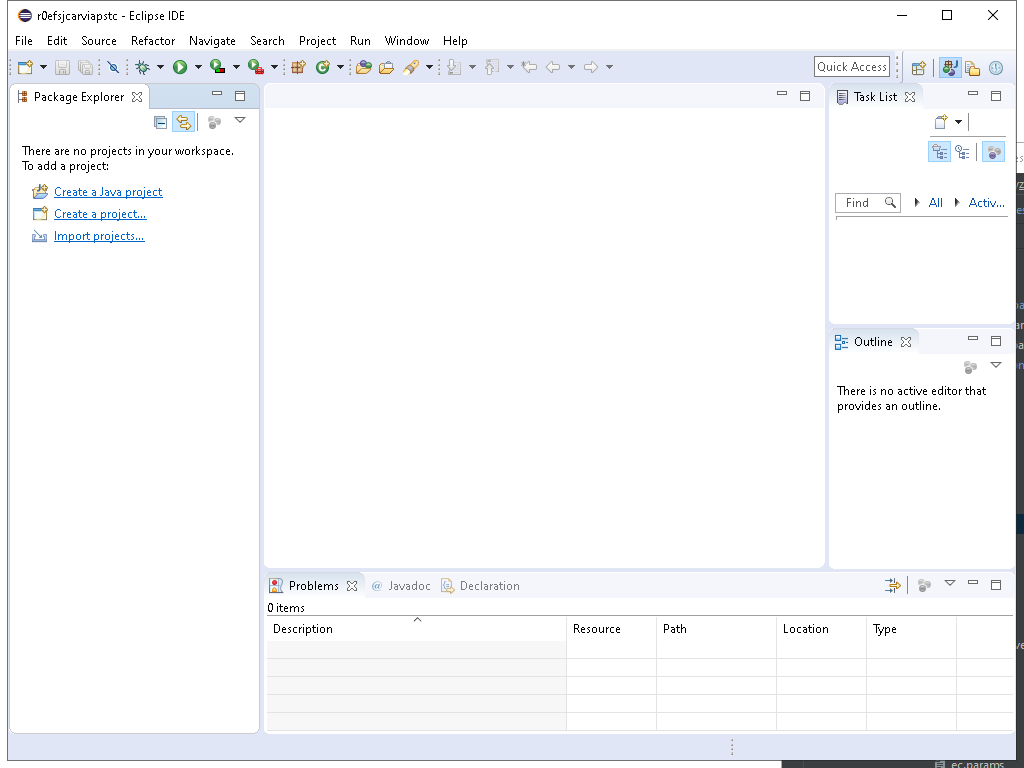 r0efsjcarviapstc - Eclipse IDE
File Edit Source Refactor Navigate Search Project Run Window Help
Quick Access
Package Explorer
There are no projects in your workspace.
To add a project:
Create a Java project
Create a project...
Import projects...
Task List
Find All Activ...
Outline
There is no active editor that
provides an outline.
Problems @ Javadoc Declaration
0 items
Description Resource Path Location Type
ec.params